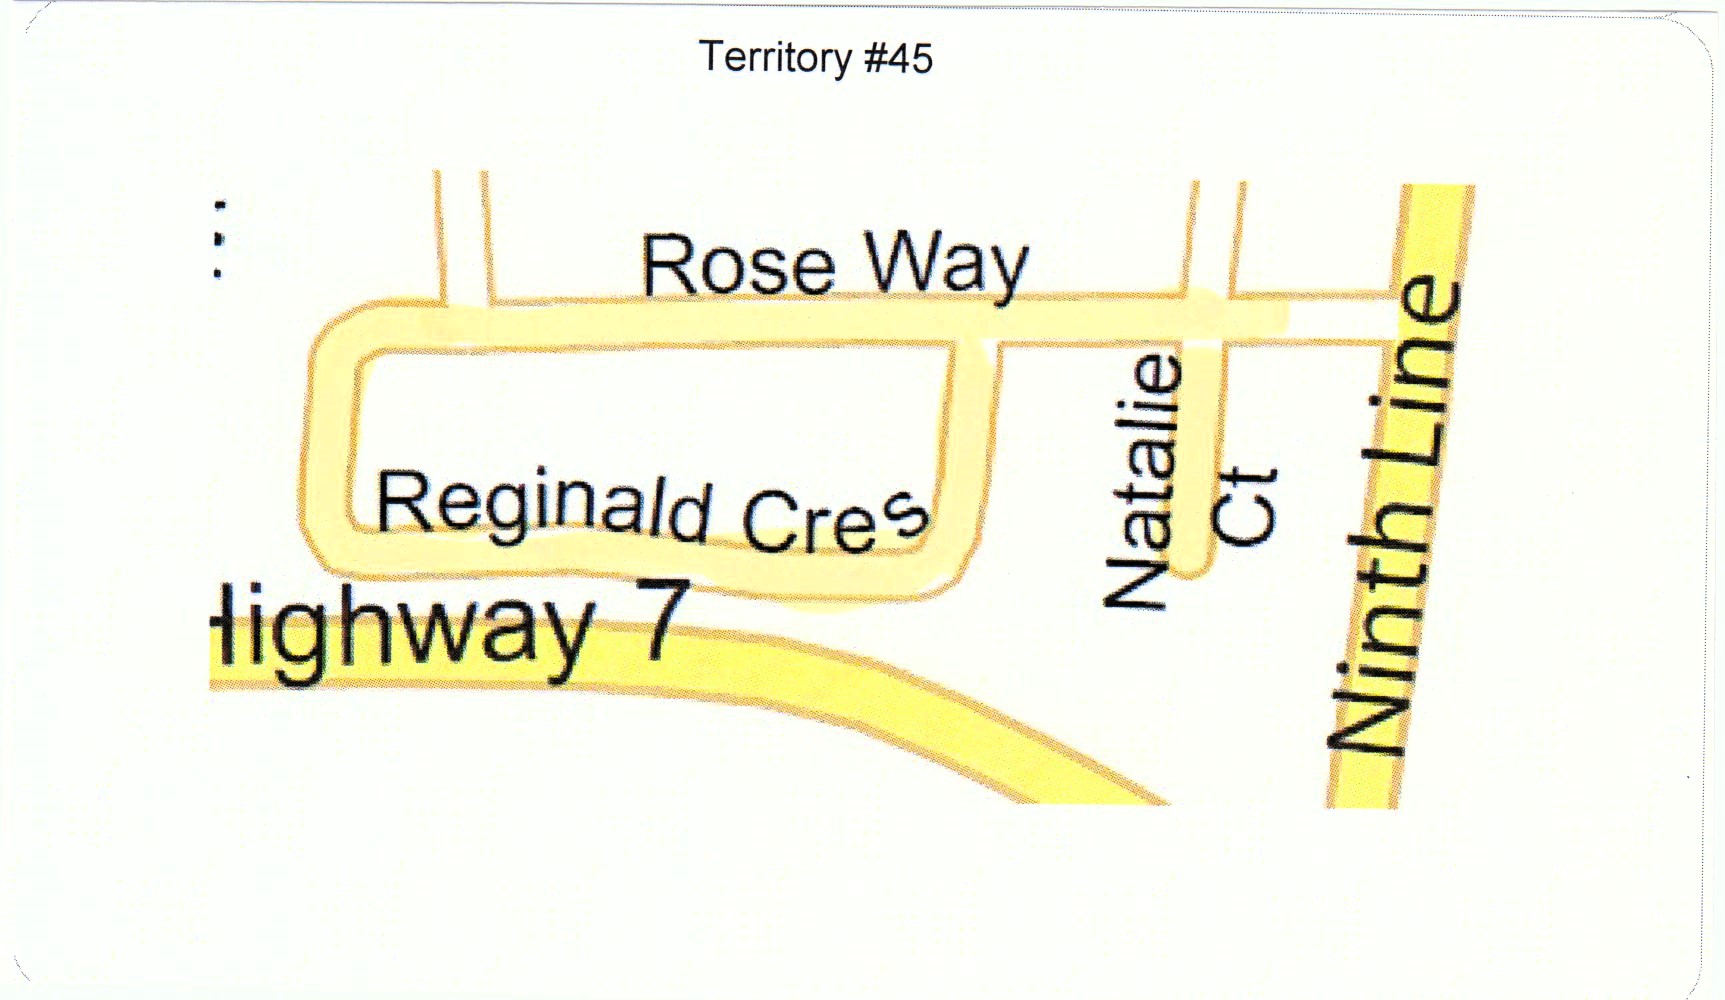 Territory #45
Rose Way
Reginald Cres
Natalie
Ct
Highway 7
Ninth Line